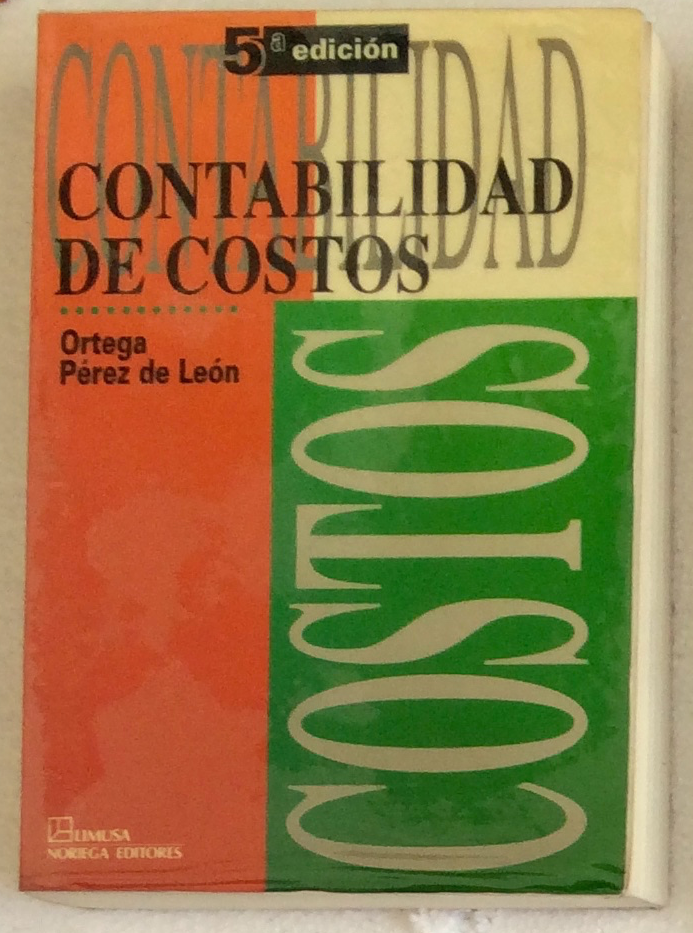 5ª edición
CONTABILIDAD
CONTABILIDAD
DE COSTOS
Ortega
Pérez de León
COSTOS
LIMUSA
NORIEGA EDITORES